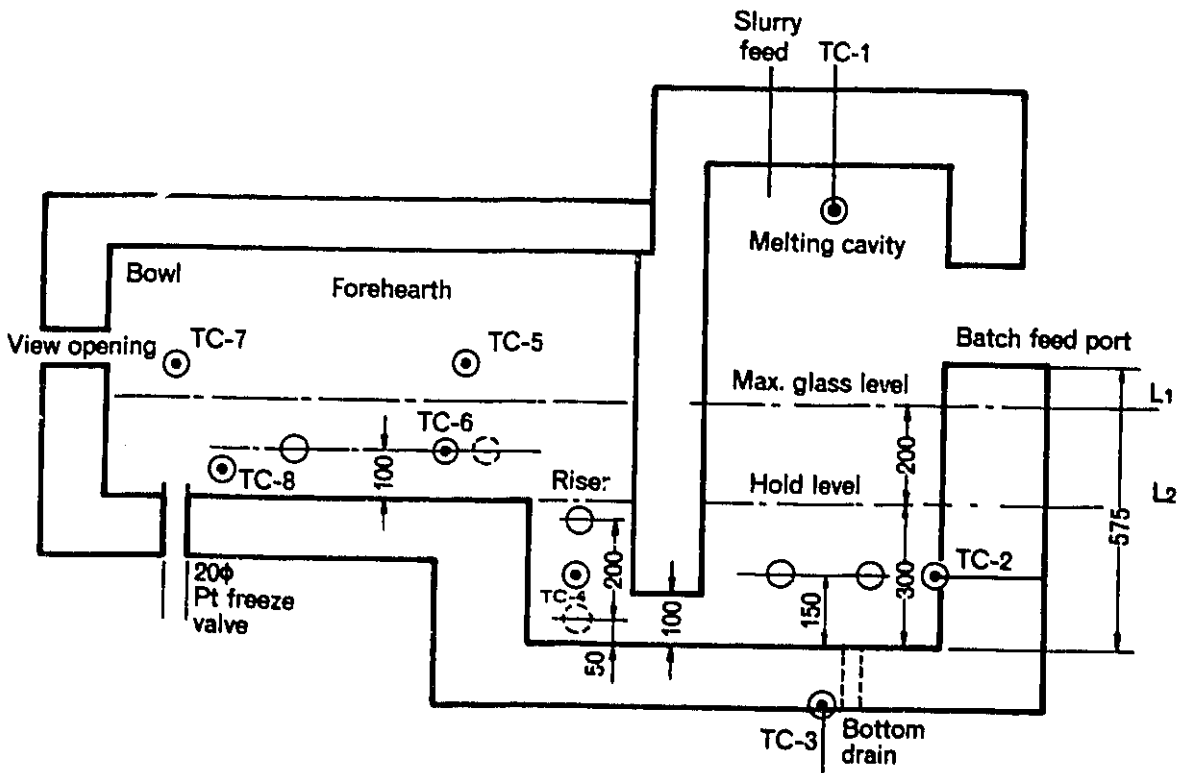 Slurry
feed
TC-1
Melting cavity
Bowl
Forehearth
View opening
TC-7
TC-5
Batch feed port
Max. glass level
L1
TC-6
200
100
TC-8
Riser
Hold level
L2
575
200
300
TC-2
20φ
Pt freeze
valve
TC-
100
150
50
TC-3
Bottom
drain